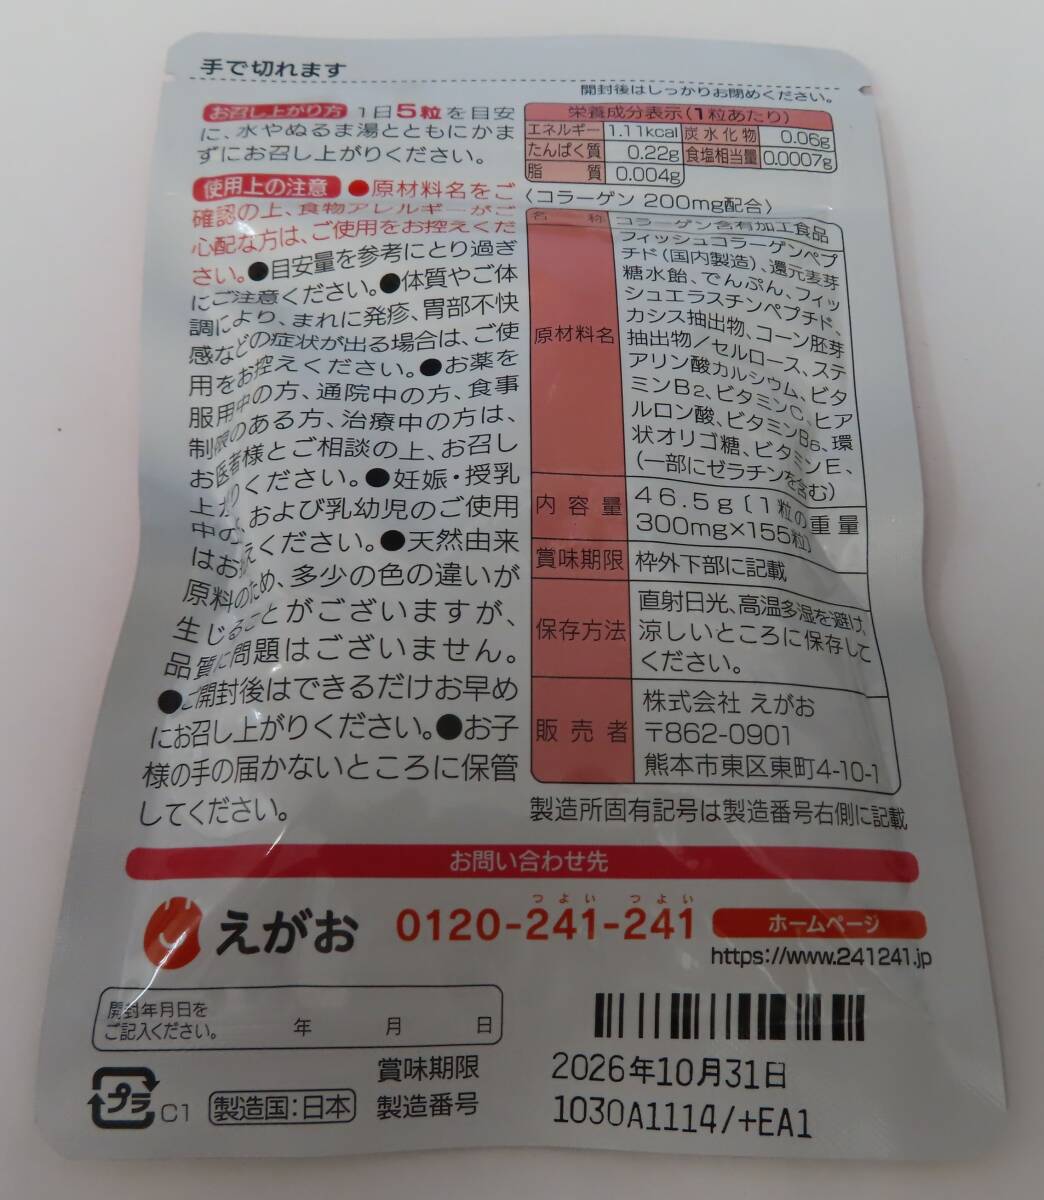 手で切れます
開封後はしっかりお閉めください。
お召し上がり方 1日5粒を目安
に、水やぬるま湯とともにかま
ずにお召し上がりください。
使用上の注意 ●原材料名をご
確認の上、食物アレルギーがご
心配な方は、ご使用をお控えくだ
さい。●目安量を参考にとり過ぎ
にご注意ください。●体質やご体
調により、まれに発疹、胃部不快
感などの症状が出る場合は、ご使
用をお控えください。●お薬を
服用中の方、通院中の方、食事
制限のある方、治療中の方は、
お医者様とご相談の上、お召し
上がりください。●妊娠・授乳
中の、および乳幼児のご使用
はお控えください。●天然由来
原料のため、多少の色の違いが
生じることがございますが、
品質に問題はございません。
●ご開封後はできるだけお早め
にお召し上がりください。●お子
様の手の届かないところに保管
してください。
栄養成分表示(1粒あたり)
エネルギー 1.11kcal 炭水化物 0.06g
たんぱく質 0.22g 食塩相当量 0.0007g
脂質 0.004g
〈コラーゲン 200mg配合〉
名称 コラーゲン含有加工食品
原材料名
フィッシュコラーゲンペプ
チド(国内製造)、還元麦芽
糖水飴、でんぷん、フィッ
シュエラスチンペプチド、
カシス抽出物、コーン胚芽
抽出物/セルロース、ステ
アリン酸カルシウム、ビタ
ミンB2、ビタミンC、ヒア
ルロン酸、ビタミンB6、環
状オリゴ糖、ビタミンE、
(一部にゼラチンを含む)
内容量 46.5g[1粒の重量
300mg×155粒]
賞味期限 枠外下部に記載
保存方法
直射日光、高温多湿を避け、
涼しいところに保存して
ください。
販売者
株式会社 えがお
〒862-0901
熊本市東区東町4-10-1
製造所固有記号は製造番号右側に記載
お問い合わせ先
つよい つよい
えがお 0120-241-241 ホームページ
https://www.241241.jp
開封年月日を
ご記入ください。 年 月 日
賞味期限 2026年10月31日
プラ C1 製造国:日本 製造番号 1030A1114/+EA1